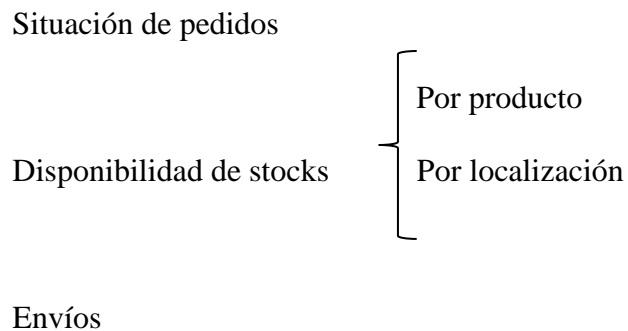 Situación de pedidos
Por producto
Disponibilidad de stocks
Por localización
Envíos